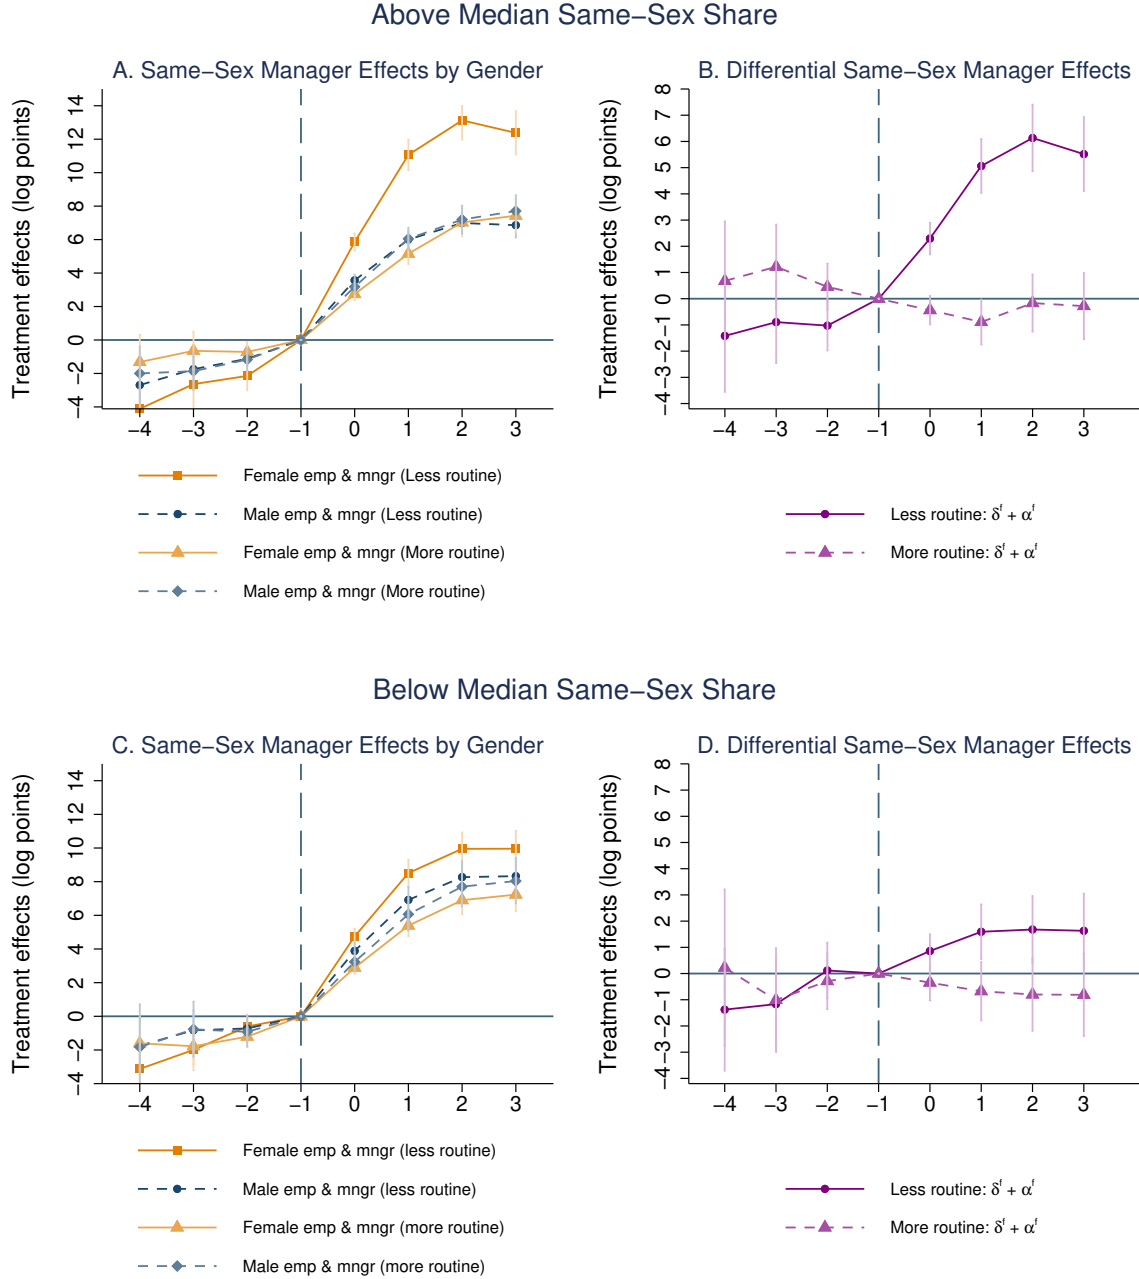 Above Median Same−Sex Share
A. Same−Sex Manager Effects by Gender
Treatment effects (log points)
14
12
10
8
6
4
2
0
−2
−4
−4 −3 −2 −1 0 1 2 3
Female emp & mngr (Less routine)
Male emp & mngr (Less routine)
Female emp & mngr (More routine)
Male emp & mngr (More routine)
B. Differential Same−Sex Manager Effects
Treatment effects (log points)
8
7
6
5
4
3
2
1
0
−1
−2
−3
−4
−4 −3 −2 −1 0 1 2 3
Less routine: δᶠ + αᶠ
More routine: δᶠ + αᶠ
Below Median Same−Sex Share
C. Same−Sex Manager Effects by Gender
Treatment effects (log points)
14
12
10
8
6
4
2
0
−2
−4
−4 −3 −2 −1 0 1 2 3
Female emp & mngr (less routine)
Male emp & mngr (less routine)
Female emp & mngr (more routine)
Male emp & mngr (more routine)
D. Differential Same−Sex Manager Effects
Treatment effects (log points)
8
7
6
5
4
3
2
1
0
−1
−2
−3
−4
−4 −3 −2 −1 0 1 2 3
Less routine: δᶠ + αᶠ
More routine: δᶠ + αᶠ